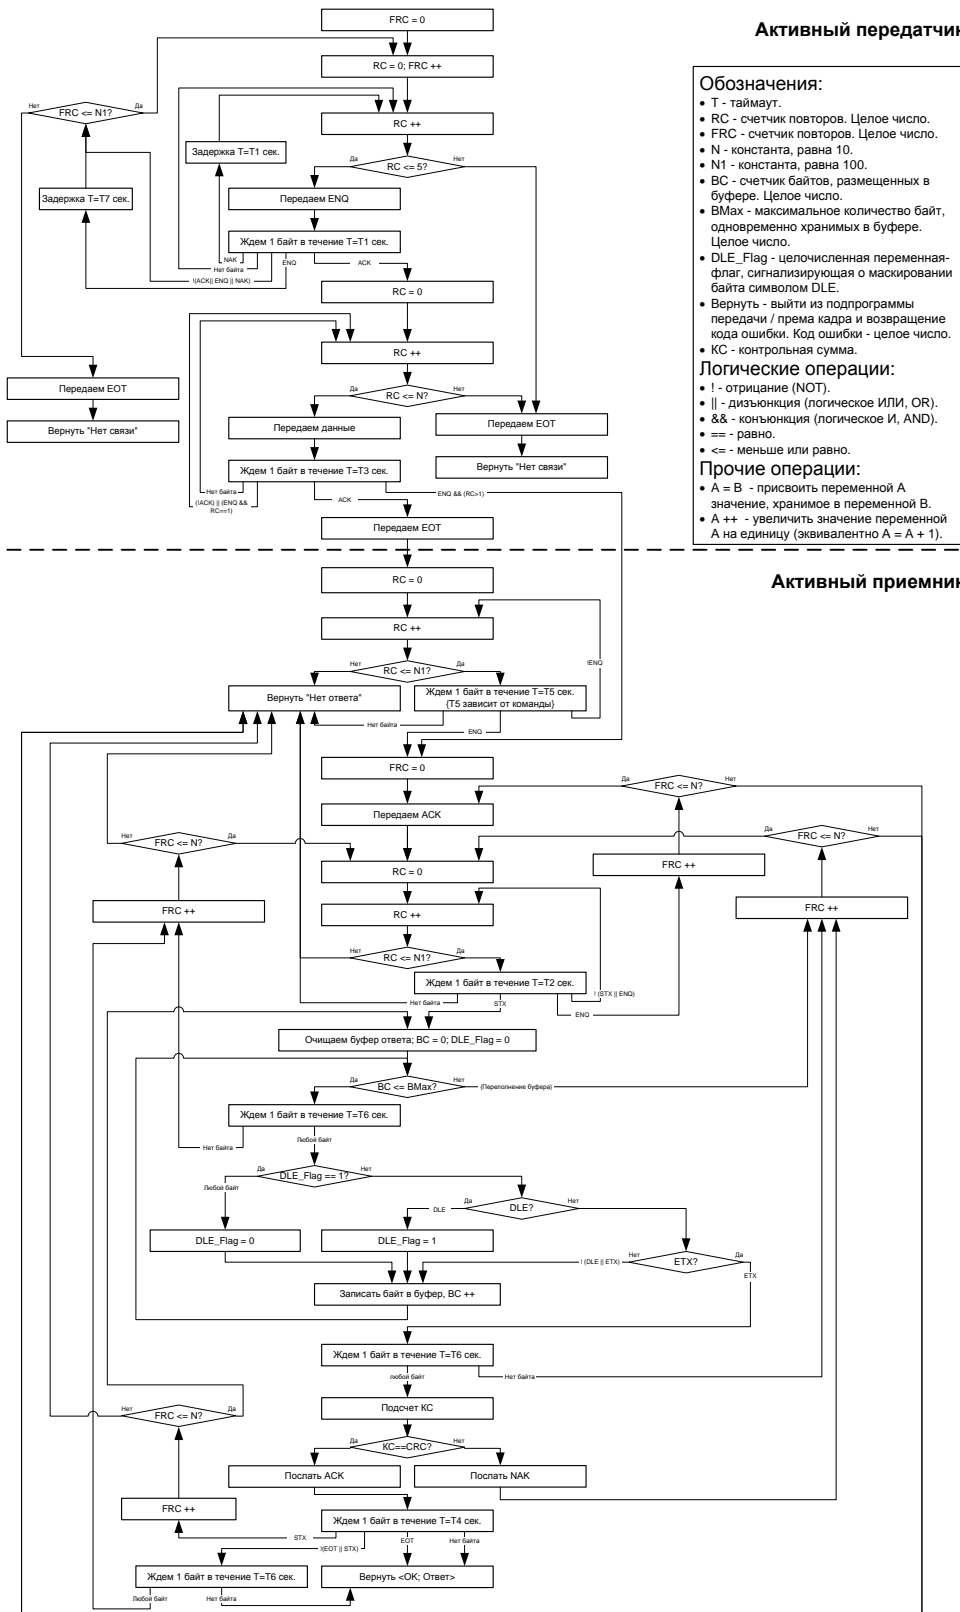 Активный передатчик
FRC = 0
RC = 0; FRC ++
Нет
FRC <= N1?
Да
RC ++
Задержка T=T1 сек.
Да
RC <= 5?
Нет
Задержка T=T7 сек.
Передаем ENQ
Ждем 1 байт в течение T=T1 сек.
NAK
Нет байта
ENQ
!(ACK|| ENQ || NAK)
ACK
RC = 0
RC ++
Да
RC <= N?
Нет
Передаем EOT
Вернуть "Нет связи"
Передаем данные
Передаем EOT
Вернуть "Нет связи"
Ждем 1 байт в течение T=T3 сек.
Нет байта
(!ACK) || (ENQ &&
RC==1)
ACK
ENQ && (RC>1)
Передаем EOT
Обозначения:
• T - таймаут.
• RC - счетчик повторов. Целое число.
• FRC - счетчик повторов. Целое число.
• N - константа, равна 10.
• N1 - константа, равна 100.
• BC - счетчик байтов, размещенных в
буфере. Целое число.
• BMax - максимальное количество байт,
одновременно хранимых в буфере.
Целое число.
• DLE_Flag - целочисленная переменная-
флаг, сигнализирующая о маскировании
байта символом DLE.
• Вернуть - выйти из подпрограммы
передачи / према кадра и возвращение
кода ошибки. Код ошибки - целое число.
• КС - контрольная сумма.
Логические операции:
• ! - отрицание (NOT).
• || - дизъюнкция (логическое ИЛИ, OR).
• && - конъюнкция (логическое И, AND).
• == - равно.
• <= - меньше или равно.
Прочие операции:
• A = B - присвоить переменной A
значение, хранимое в переменной B.
• A ++ - увеличить значение переменной
A на единицу (эквивалентно A = A + 1).
Активный приемник
RC = 0
RC ++
!ENQ
Нет
RC <= N1?
Да
Вернуть "Нет ответа"
Ждем 1 байт в течение T=T5 сек.
{T5 зависит от команды}
Нет байта
ENQ
FRC = 0
Да
FRC <= N?
Нет
Передаем ACK
Нет
FRC <= N?
Да
Да
FRC <= N?
Нет
RC = 0
FRC ++
FRC ++
RC ++
FRC ++
Нет
RC <= N1?
Да
Ждем 1 байт в течение T=T2 сек.
Нет байта
STX
! (STX || ENQ)
ENQ
Очищаем буфер ответа; BC = 0; DLE_Flag = 0
Да
BC <= BMax?
Нет
(Переполнение буфера)
Ждем 1 байт в течение T=T6 сек.
Нет байта
Любой байт
Да
DLE_Flag == 1?
Нет
Любой байт
Да
DLE?
Нет
DLE
DLE_Flag = 0
DLE_Flag = 1
! (DLE || ETX)
Нет
ETX?
Да
ETX
Записать байт в буфер, BC ++
Ждем 1 байт в течение T=T6 сек.
любой байт
Нет байта
Подсчет КС
Нет
FRC <= N?
Да
Да
КС==CRC?
Нет
Послать ACK
Послать NAK
FRC ++
Ждем 1 байт в течение T=T4 сек.
STX
!(EOT || STX)
EOT
Нет байта
Ждем 1 байт в течение T=T6 сек.
Вернуть <OK; Ответ>
Любой байт
Нет байта